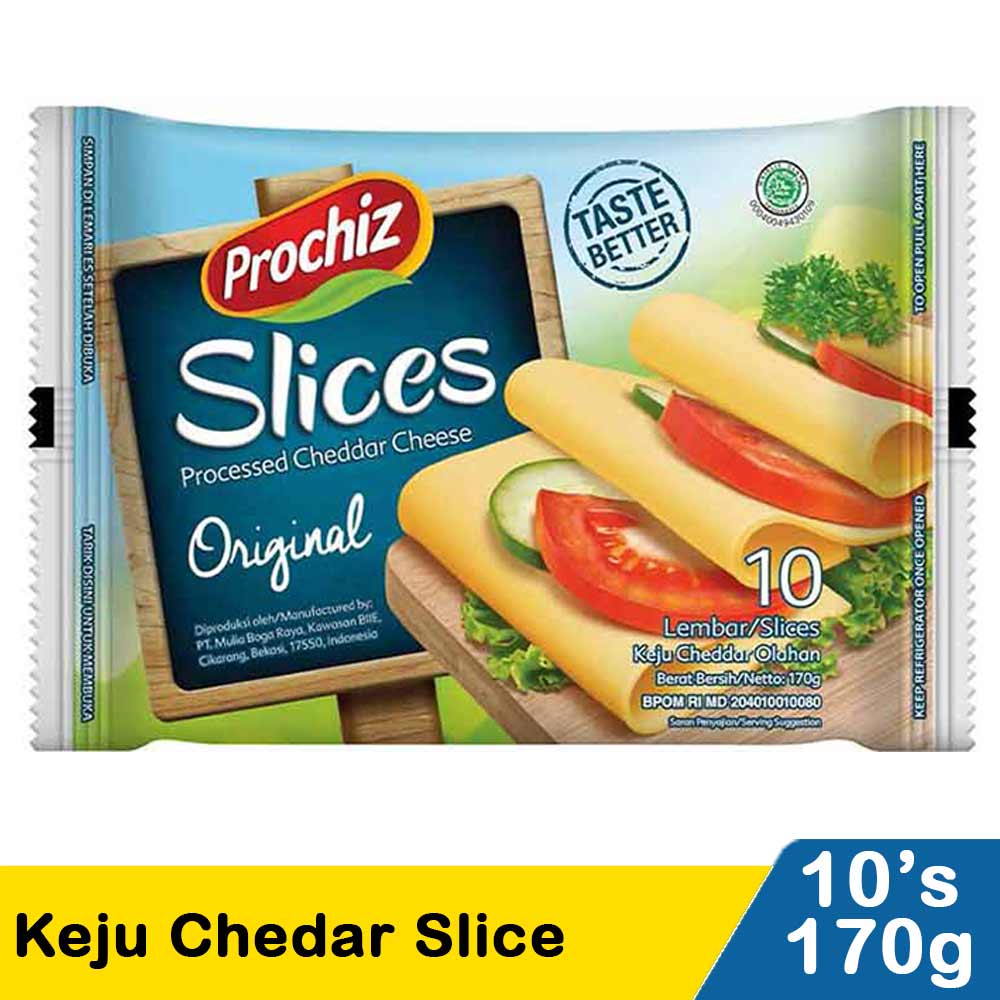 SIMPAN DI LEMARI ES SETELAH DIBUKA
TARIK DISINI UNTUK MEMBUKA
Prochiz
Slices
Processed Cheddar Cheese
Original
Diproduksi oleh/Manufactured by:
PT. Mulia Boga Raya, Kawasan BIIE,
Cikarang, Bekasi, 17550, Indonesia
TASTE
BETTER
00040049430109
10
Lembar/Slices
Keju Cheddar Olahan
Berat Bersih/Netto: 170g
BPOM RI MD 204010010080
Saran Penyajian/Serving Suggestion
TO OPEN PULL APART HERE
KEEP REFRIGERATOR ONCE OPENED
Keju Chedar Slice
10's
170g